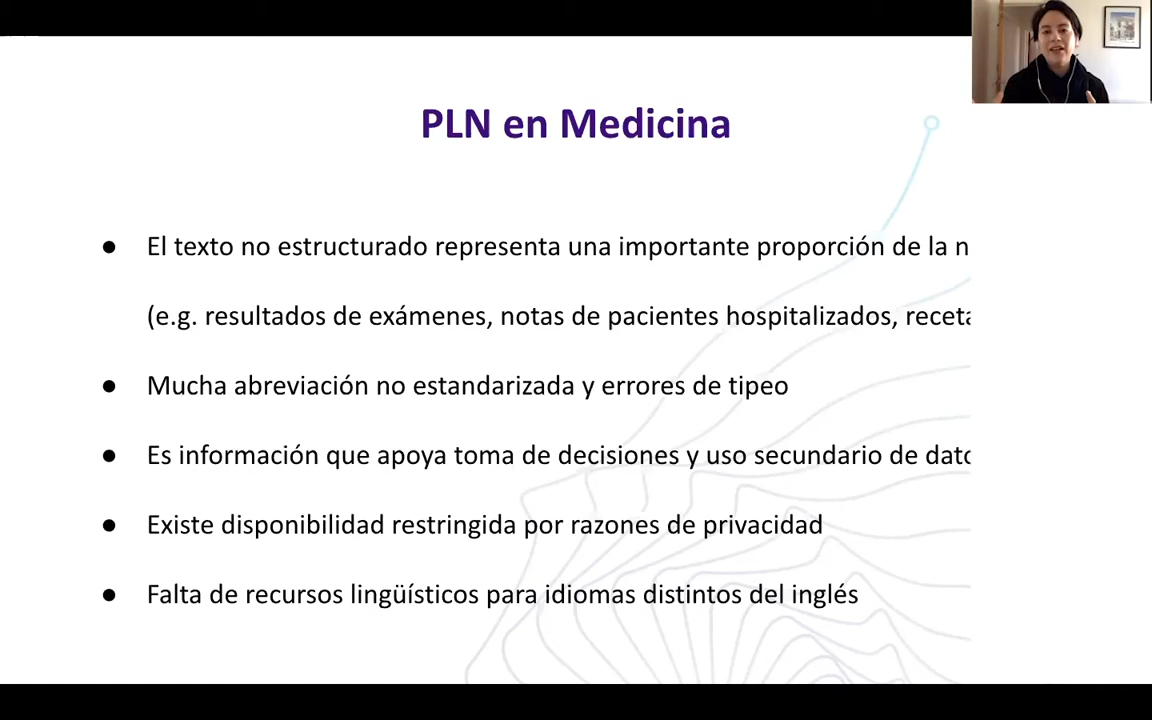 PLN en Medicina
● El texto no estructurado representa una importante proporción de la
(e.g. resultados de exámenes, notas de pacientes hospitalizados,
● Mucha abreviación no estandarizada y errores de tipeo
● Es información que apoya toma de decisiones y uso secundario de
● Existe disponibilidad restringida por razones de privacidad
● Falta de recursos lingüísticos para idiomas distintos del inglés